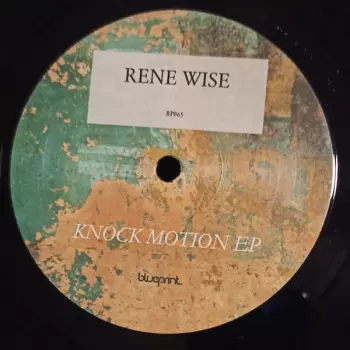 RENE WISE
BP065
KNOCK MOTION EP
blueprint